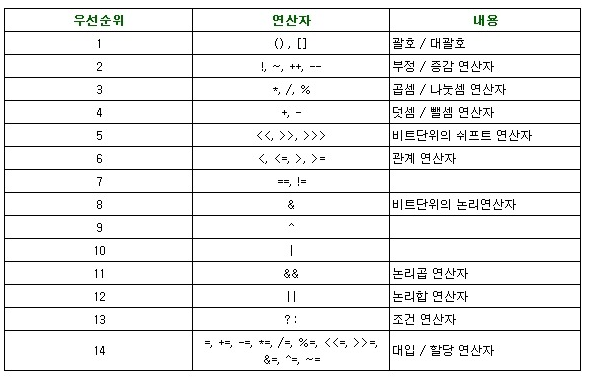 우선순위 연산자 내용
1 () , [] 괄호 / 대괄호
2 !, ~, ++, -- 부정 / 증감 연산자
3 *, /, % 곱셈 / 나눗셈 연산자
4 +, - 덧셈 / 뺄셈 연산자
5 <<, >>, >>> 비트단위의 쉬프트 연산자
6 <, <=, >, >= 관계 연산자
7 ==, !=
8 & 비트단위의 논리연산자
9 ^
10 |
11 && 논리곱 연산자
12 || 논리합 연산자
13 ? : 조건 연산자
14 =, +=, -=, *=, /=, %=, <<=, >>=, 대입 / 할당 연산자
&=, ^=, ~=